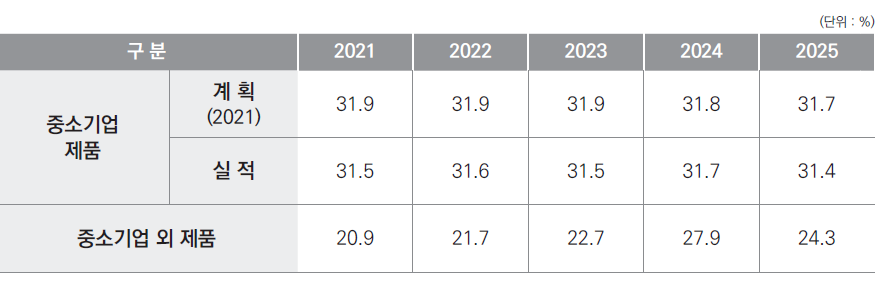 (단위 : %)
구 분 2021 2022 2023 2024 2025
중소기업 제품 계 획 (2021) 31.9 31.9 31.9 31.8 31.7
실 적 31.5 31.6 31.5 31.7 31.4
중소기업 외 제품 20.9 21.7 22.7 27.9 24.3